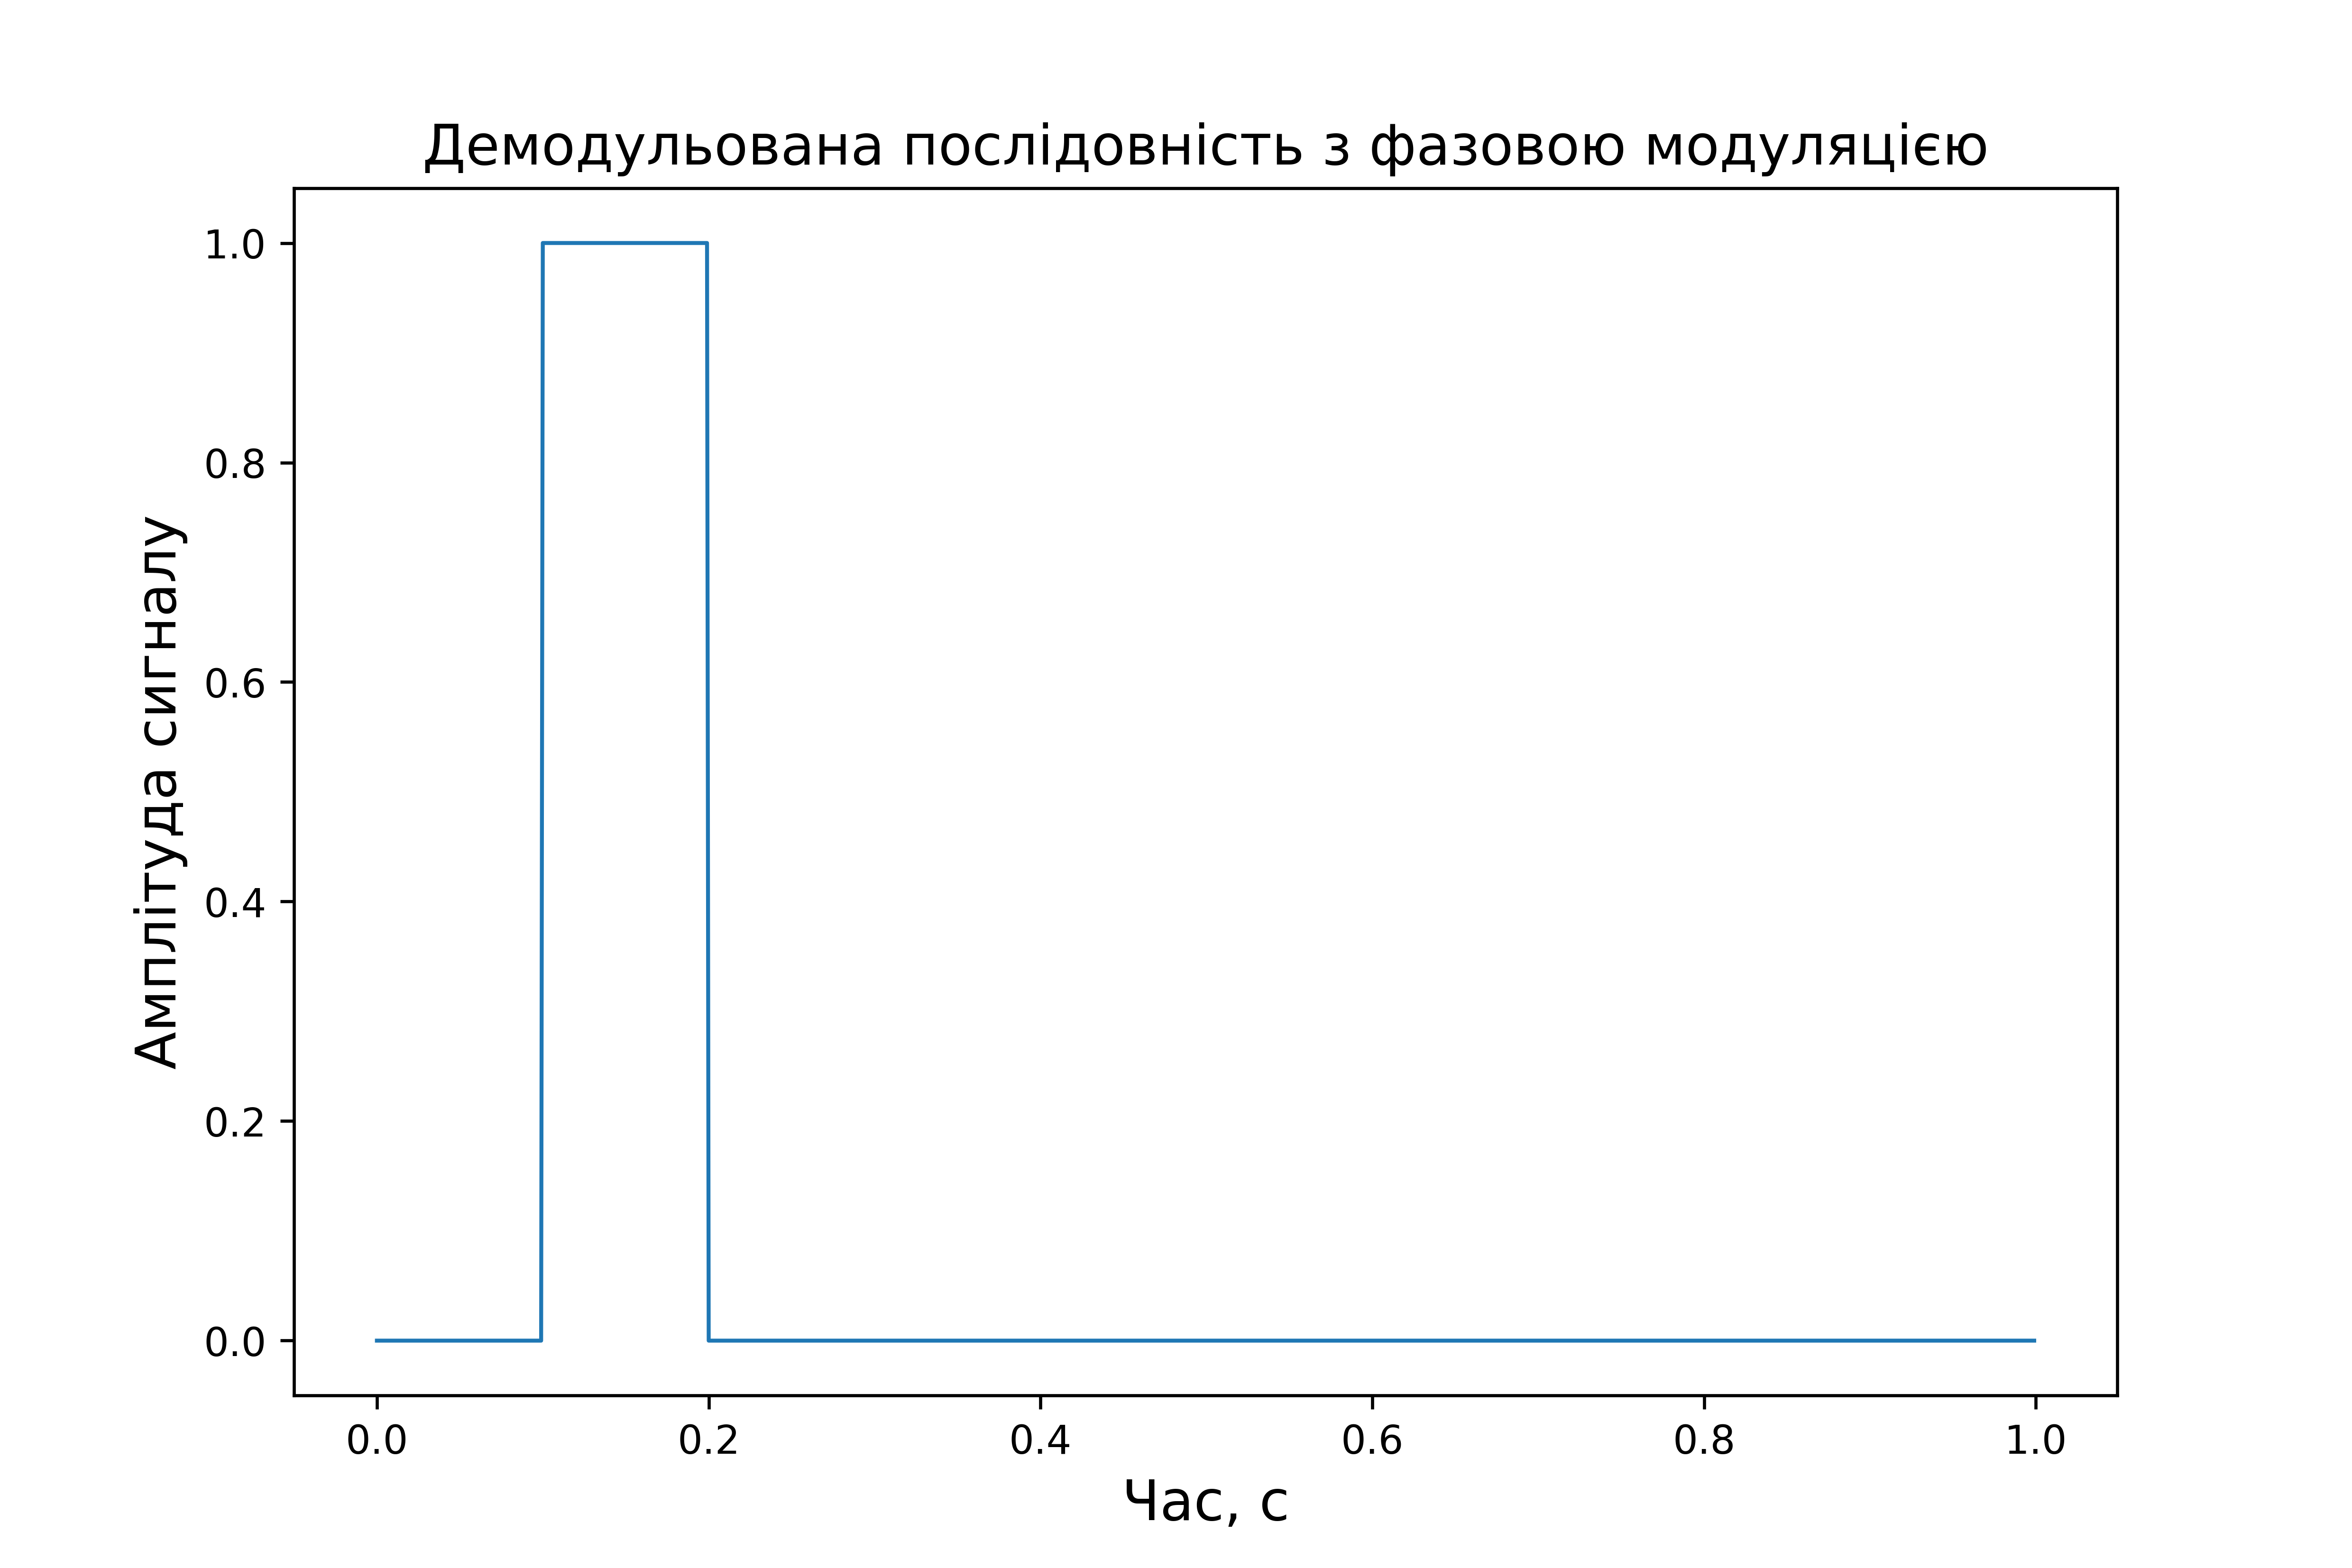 Демодульована послідовність з фазовою модуляцією
Амплітуда сигналу
1.0
0.8
0.6
0.4
0.2
0.0
0.0 0.2 0.4 0.6 0.8 1.0
Час, с